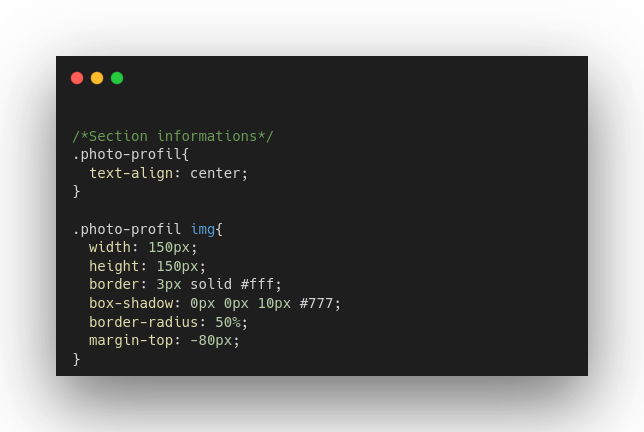 /*Section informations*/
.photo-profil{
  text-align: center;
}

.photo-profil img{
  width: 150px;
  height: 150px;
  border: 3px solid #fff;
  box-shadow: 0px 0px 10px #777;
  border-radius: 50%;
  margin-top: -80px;
}